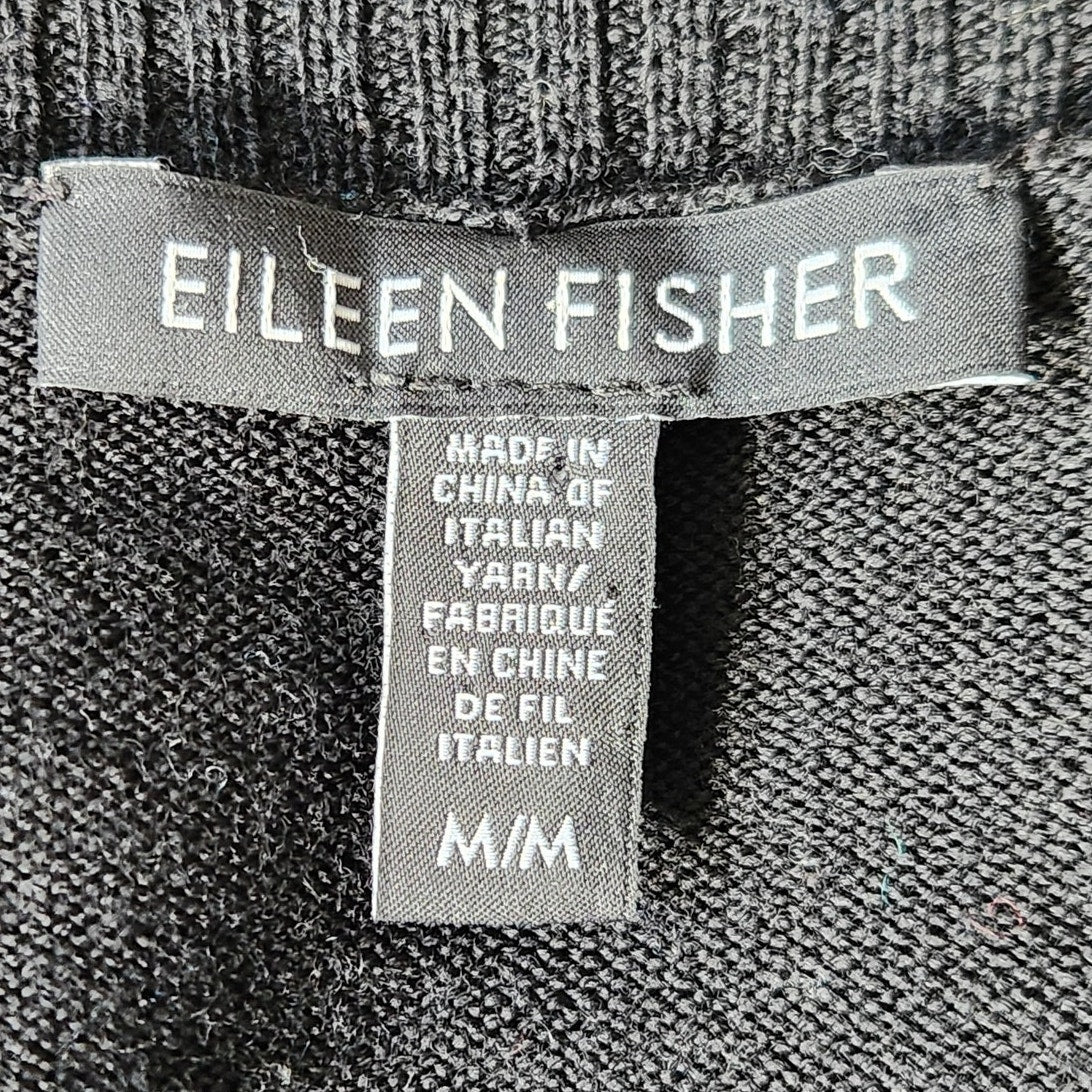 EILEEN FISHER
MADE IN
CHINA OF
ITALIAN
YARN/
FABRIQUÉ
EN CHINE
DE FIL
ITALIEN
M/M